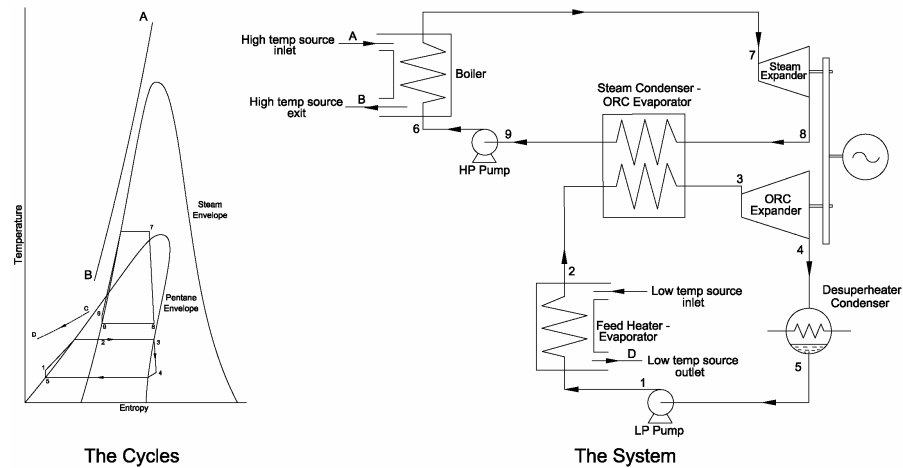 A
Temperature
Steam
Envelope
7
B
Pentane
Envelope
C
D
6
9
8
2
3
1
5
4
Entropy
The Cycles
High temp source
inlet
A
Boiler
B
High temp source
exit
6
HP Pump
9
Steam Condenser -
ORC Evaporator
7
Steam
Expander
8
3
ORC
Expander
4
2
Low temp source
inlet
Feed Heater -
Evaporator
D
Low temp source
outlet
Desuperheater
Condenser
5
1
LP Pump
The System